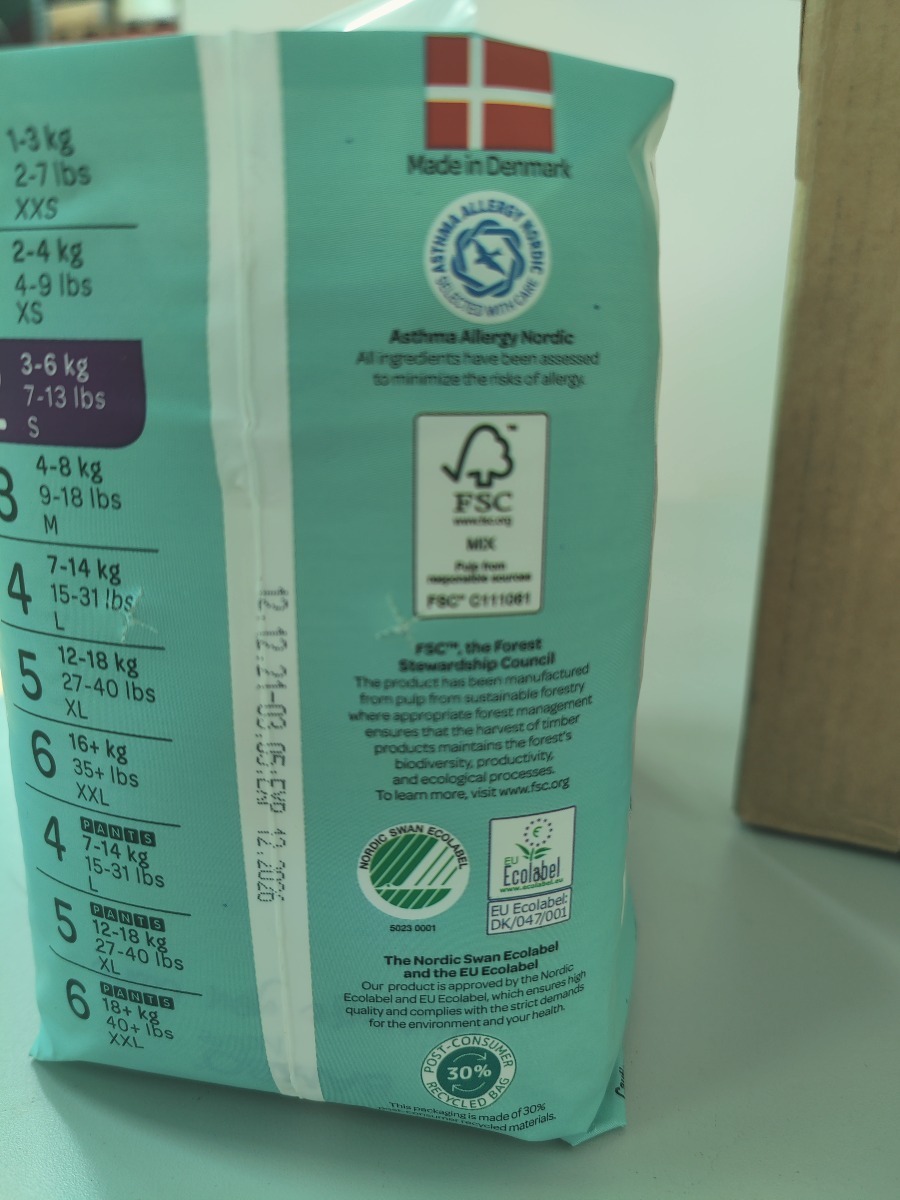 1-3 kg
2-7 lbs
XXS
2-4 kg
4-9 lbs
XS
3-6 kg
7-13 lbs
S
3
4-8 kg
9-18 lbs
M
4
7-14 kg
15-31 lbs
L
5
12-18 kg
27-40 lbs
XL
6
16+ kg
35+ lbs
XXL
4
PANTS
7-14 kg
15-31 lbs
L
5
PANTS
12-18 kg
27-40 lbs
XL
6
PANTS
18+ kg
40+ lbs
XXL
Made in Denmark
ASTHMA ALLERGY NORDIC
SELECTED WITH CARE
Asthma Allergy Nordic
All ingredients have been assessed
to minimize the risks of allergy.
™
FSC
www.fsc.org
MIX
Pulp from
responsible sources
FSC® C111081
FSC™, the Forest
Stewardship Council
The product has been manufactured
from pulp from sustainable forestry
where appropriate forest management
ensures that the harvest of timber
products maintains the forest's
biodiversity, productivity,
and ecological processes.
To learn more, visit www.fsc.org
NORDIC SWAN ECOLABEL
5023 0001
EU
Ecolabel
www.ecolabel.eu
EU Ecolabel:
DK/047/001
The Nordic Swan Ecolabel
and the EU Ecolabel
Our product is approved by the Nordic
Ecolabel and EU Ecolabel, which ensures high
quality and complies with the strict demands
for the environment and your health.
POST-CONSUMER
30%
RECYCLED BAG
This packaging is made of 30%
post-consumer recycled materials.